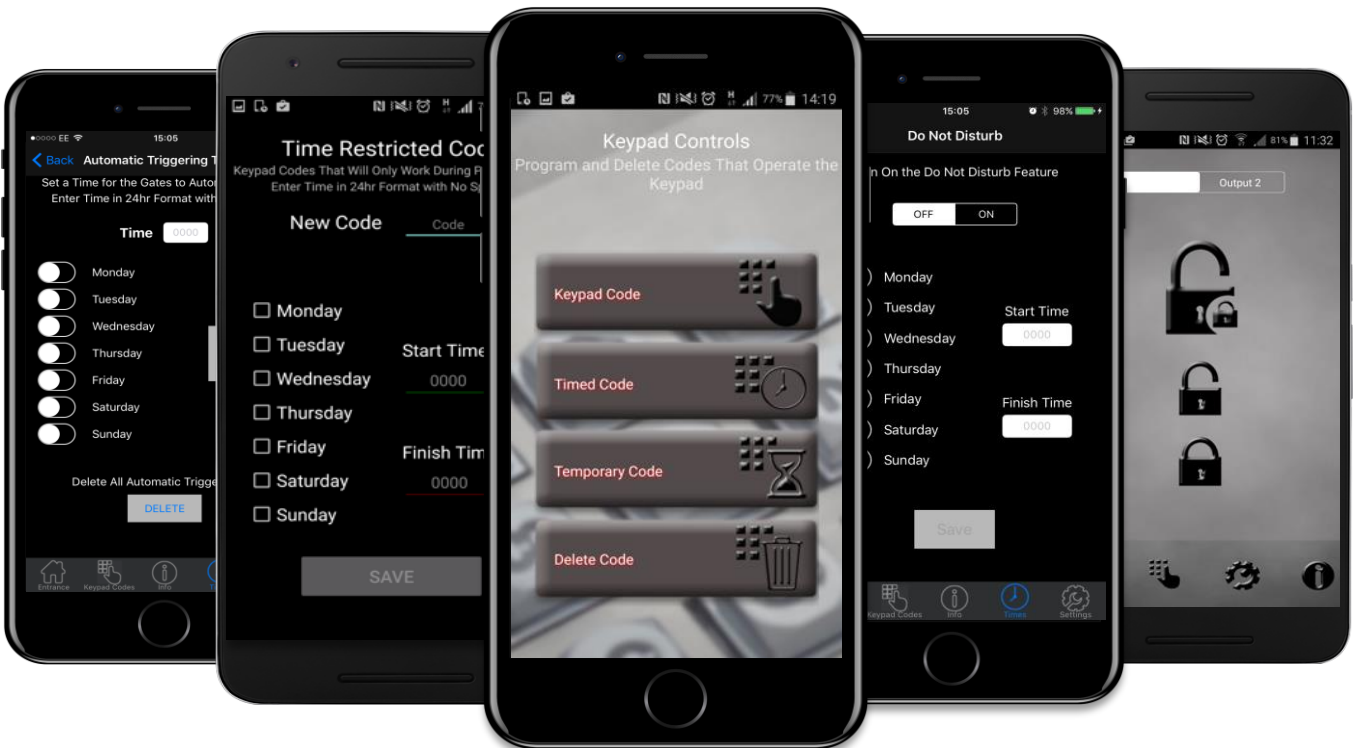 EE
15:05
Back Automatic Triggering
Set a Time for the Gates to
Enter Time in 24hr Format with
Time 0000
Monday
Tuesday
Wednesday
Thursday
Friday
Saturday
Sunday
Delete All Automatic
DELETE
Entrance
Keypad Codes
Info
Time Restricted
Keypad Codes That Will Only Work During
Enter Time in 24hr Format with No
New Code
Code
Monday
Tuesday
Wednesday
Thursday
Friday
Saturday
Sunday
Start Time
0000
Finish
0000
SAVE
77% 14:19
Keypad Controls
Program and Delete Codes That Operate the
Keypad
Keypad Code
Timed Code
Temporary Code
Delete Code
15:05
98%
Do Not Disturb
On the Do Not Disturb Feature
OFF
ON
Monday
Tuesday
Wednesday
Thursday
Friday
Saturday
Sunday
Start Time
0000
Finish Time
0000
Save
Keypad Codes
Info
Times
Settings
81% 11:32
Output 2